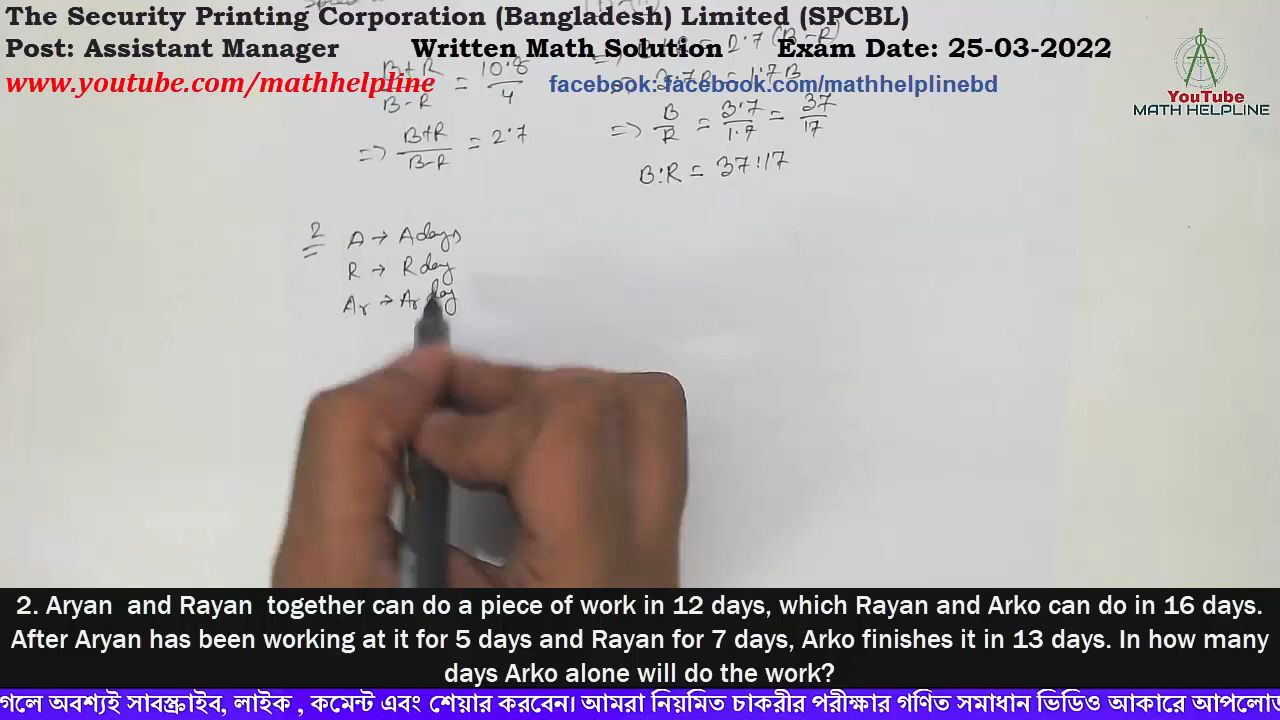 The Security Printing Corporation (Bangladesh) Limited (SPCBL)
Post: Assistant Manager Written Math Solution Exam Date: 25-03-2022
www.youtube.com/mathhelpline facebook: facebook.com/mathhelplinebd
YouTube
MATH HELPLINE
B+R / B-R = 10.8 / 4
=> B+R / B-R = 2.7
2.7 (B-R)
3.7R = 1.7B
=> B/R = 3.7/1.7 = 37/17
B:R = 37:17
2 A → A days
R → R day
Ar → Ar day
2. Aryan and Rayan together can do a piece of work in 12 days, which Rayan and Arko can do in 16 days.
After Aryan has been working at it for 5 days and Rayan for 7 days, Arko finishes it in 13 days. In how many
days Arko alone will do the work?
গলে অবশ্যই সাবস্ক্রাইব, লাইক , কমেন্ট এবং শেয়ার করবেন। আমরা নিয়মিত চাকরীর পরীক্ষার গণিত সমাধান ভিডিও আকারে আপলোড